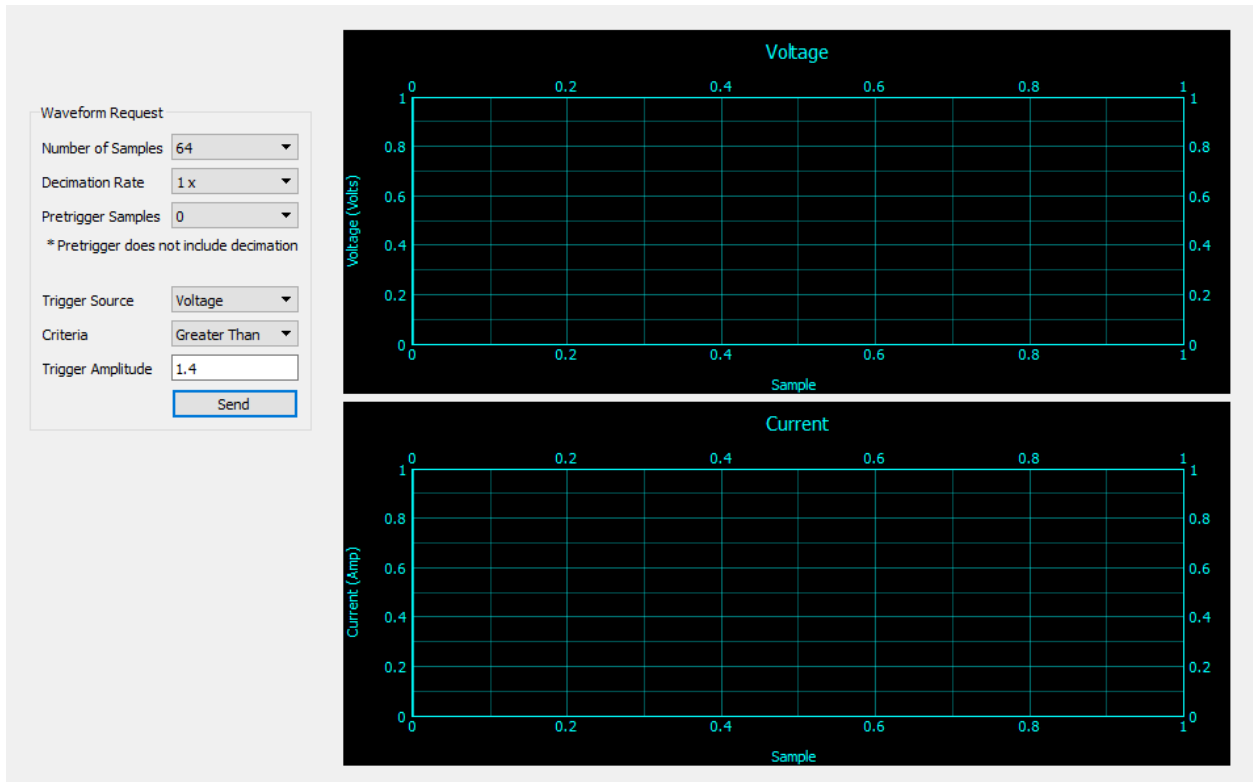 Waveform Request
Number of Samples 64
Decimation Rate 1 x
Pretrigger Samples 0
* Pretrigger does not include decimation
Trigger Source Voltage
Criteria Greater Than
Trigger Amplitude 1.4
Send
Voltage
0 0.2 0.4 0.6 0.8 1
1 1
0.8 0.8
0.6 0.6
0.4 0.4
0.2 0.2
0 0
Voltage (Volts)
0 0.2 0.4 0.6 0.8 1
Sample
Current
0 0.2 0.4 0.6 0.8 1
1 1
0.8 0.8
0.6 0.6
0.4 0.4
0.2 0.2
0 0
Current (Amp)
0 0.2 0.4 0.6 0.8 1
Sample